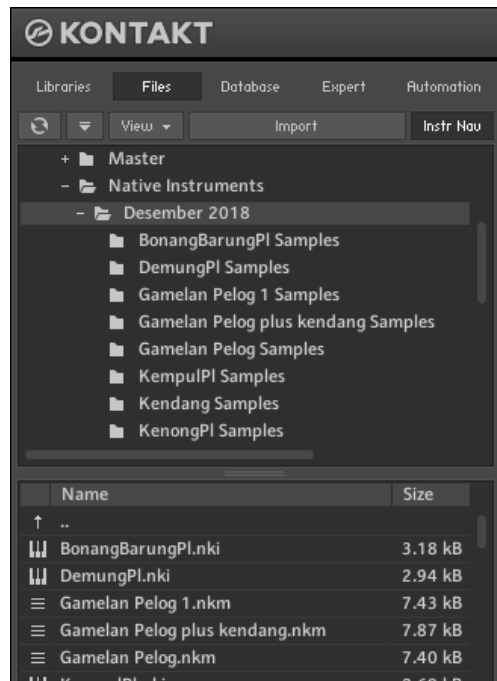 KONTAKT
Libraries Files Database Expert Automation
View Import Instr Nav
+ Master
- Native Instruments
- Desember 2018
BonangBarungPl Samples
DemungPl Samples
Gamelan Pelog 1 Samples
Gamelan Pelog plus kendang Samples
Gamelan Pelog Samples
KempulPl Samples
Kendang Samples
KenongPl Samples
Name Size
..
BonangBarungPl.nki 3.18 kB
DemungPl.nki 2.94 kB
Gamelan Pelog 1.nkm 7.43 kB
Gamelan Pelog plus kendang.nkm 7.87 kB
Gamelan Pelog.nkm 7.40 kB